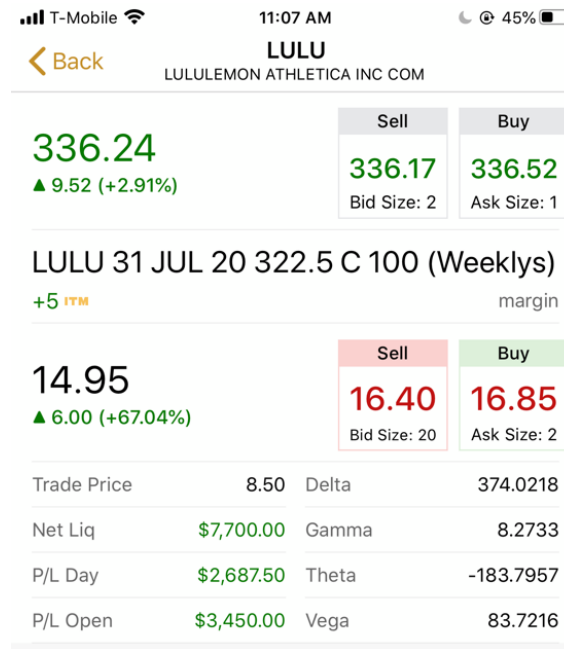 T-Mobile 11:07 AM 45%
Back LULU
LULULEMON ATHLETICA INC COM
Sell Buy
336.24
336.17 336.52
▲ 9.52 (+2.91%)
Bid Size: 2 Ask Size: 1
LULU 31 JUL 20 322.5 C 100 (Weeklys)
+5 ITM margin
Sell Buy
14.95
16.40 16.85
▲ 6.00 (+67.04%)
Bid Size: 20 Ask Size: 2
Trade Price 8.50 Delta 374.0218
Net Liq $7,700.00 Gamma 8.2733
P/L Day $2,687.50 Theta -183.7957
P/L Open $3,450.00 Vega 83.7216